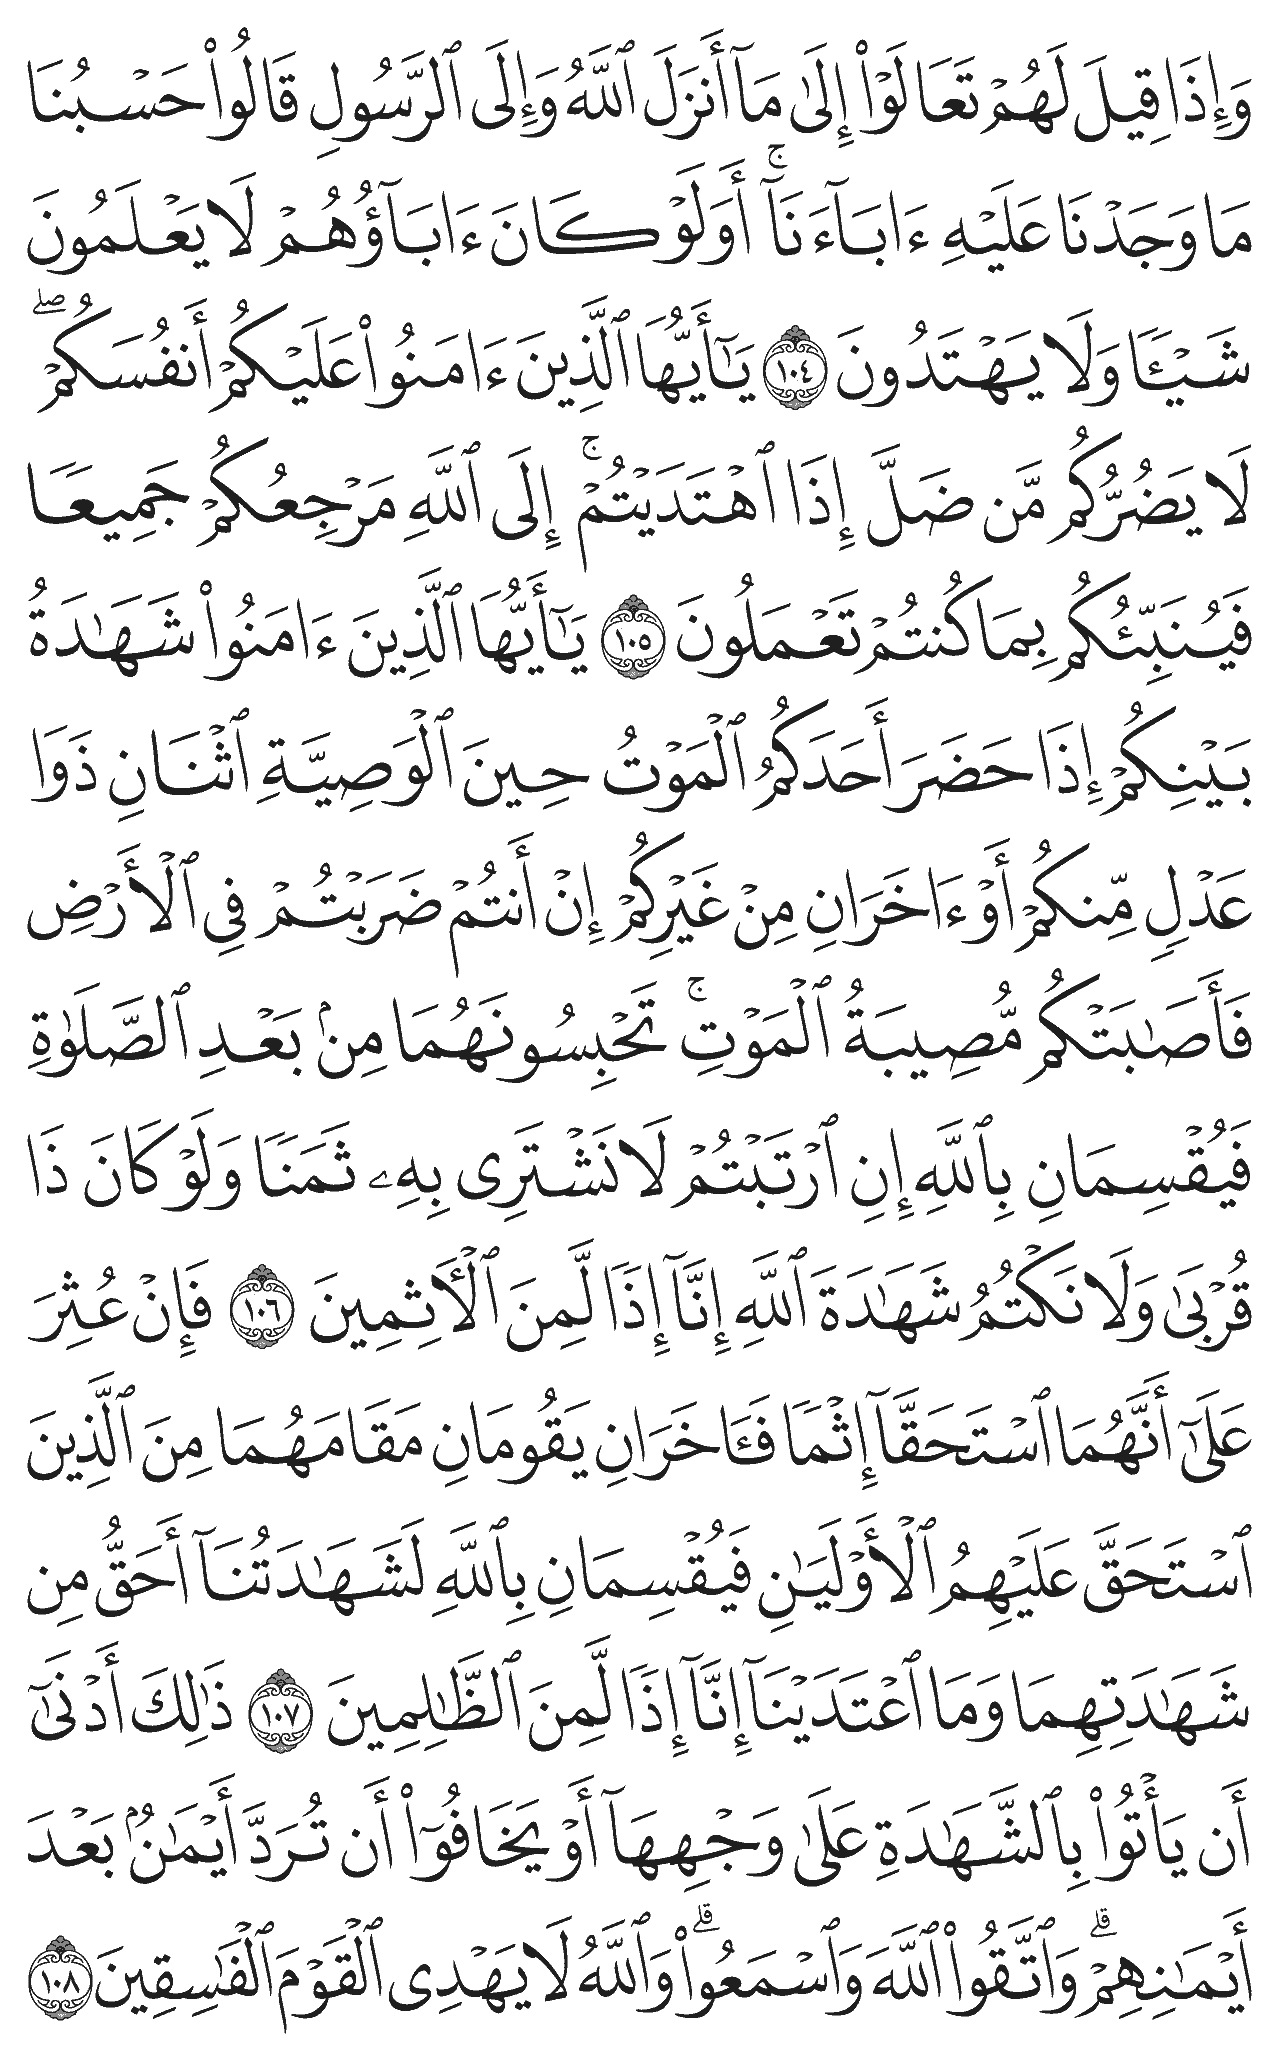 وَإِذَا قِيلَ لَهُمْ تَعَالَوْا۟ إِلَىٰ مَآ أَنزَلَ ٱللَّهُ وَإِلَى ٱلرَّسُولِ قَالُوا۟ حَسْبُنَا
مَا وَجَدْنَا عَلَيْهِ ءَابَآءَنَآ ۚ أَوَلَوْ كَانَ ءَابَآؤُهُمْ لَا يَعْلَمُونَ
شَيْـًٔا وَلَا يَهْتَدُونَ ١٠٤ يَـٰٓأَيُّهَا ٱلَّذِينَ ءَامَنُوا۟ عَلَيْكُمْ أَنفُسَكُمْ ۖ
لَا يَضُرُّكُم مَّن ضَلَّ إِذَا ٱهْتَدَيْتُمْ ۚ إِلَى ٱللَّهِ مَرْجِعُكُمْ جَمِيعًا
فَيُنَبِّئُكُم بِمَا كُنتُمْ تَعْمَلُونَ ١٠٥ يَـٰٓأَيُّهَا ٱلَّذِينَ ءَامَنُوا۟ شَهَـٰدَةُ
بَيْنِكُمْ إِذَا حَضَرَ أَحَدَكُمُ ٱلْمَوْتُ حِينَ ٱلْوَصِيَّةِ ٱثْنَانِ ذَوَا
عَدْلٍ مِّنكُمْ أَوْ ءَاخَرَانِ مِنْ غَيْرِكُمْ إِنْ أَنتُمْ ضَرَبْتُمْ فِى ٱلْأَرْضِ
فَأَصَـٰبَتْكُم مُّصِيبَةُ ٱلْمَوْتِ ۚ تَحْبِسُونَهُمَا مِنۢ بَعْدِ ٱلصَّلَوٰةِ
فَيُقْسِمَانِ بِٱللَّهِ إِنِ ٱرْتَبْتُمْ لَا نَشْتَرِى بِهِۦ ثَمَنًا وَلَوْ كَانَ ذَا
قُرْبَىٰ وَلَا نَكْتُمُ شَهَـٰدَةَ ٱللَّهِ إِنَّآ إِذًا لَّمِنَ ٱلْـَٔاثِمِينَ ١٠٦ فَإِنْ عُثِرَ
عَلَىٰٓ أَنَّهُمَا ٱسْتَحَقَّآ إِثْمًا فَـَٔاخَرَانِ يَقُومَانِ مَقَامَهُمَا مِنَ ٱلَّذِينَ
ٱسْتَحَقَّ عَلَيْهِمُ ٱلْأَوْلَيَـٰنِ فَيُقْسِمَانِ بِٱللَّهِ لَشَهَـٰدَتُنَآ أَحَقُّ مِن
شَهَـٰدَتِهِمَا وَمَا ٱعْتَدَيْنَآ إِنَّآ إِذًا لَّمِنَ ٱلظَّـٰلِمِينَ ١٠٧ ذَٰلِكَ أَدْنَىٰٓ
أَن يَأْتُوا۟ بِٱلشَّهَـٰدَةِ عَلَىٰ وَجْهِهَآ أَوْ يَخَافُوٓا۟ أَن تُرَدَّ أَيْمَـٰنٌۢ بَعْدَ
أَيْمَـٰنِهِمْ ۗ وَٱتَّقُوا۟ ٱللَّهَ وَٱسْمَعُوا۟ ۗ وَٱللَّهُ لَا يَهْدِى ٱلْقَوْمَ ٱلْفَـٰسِقِينَ ١٠٨